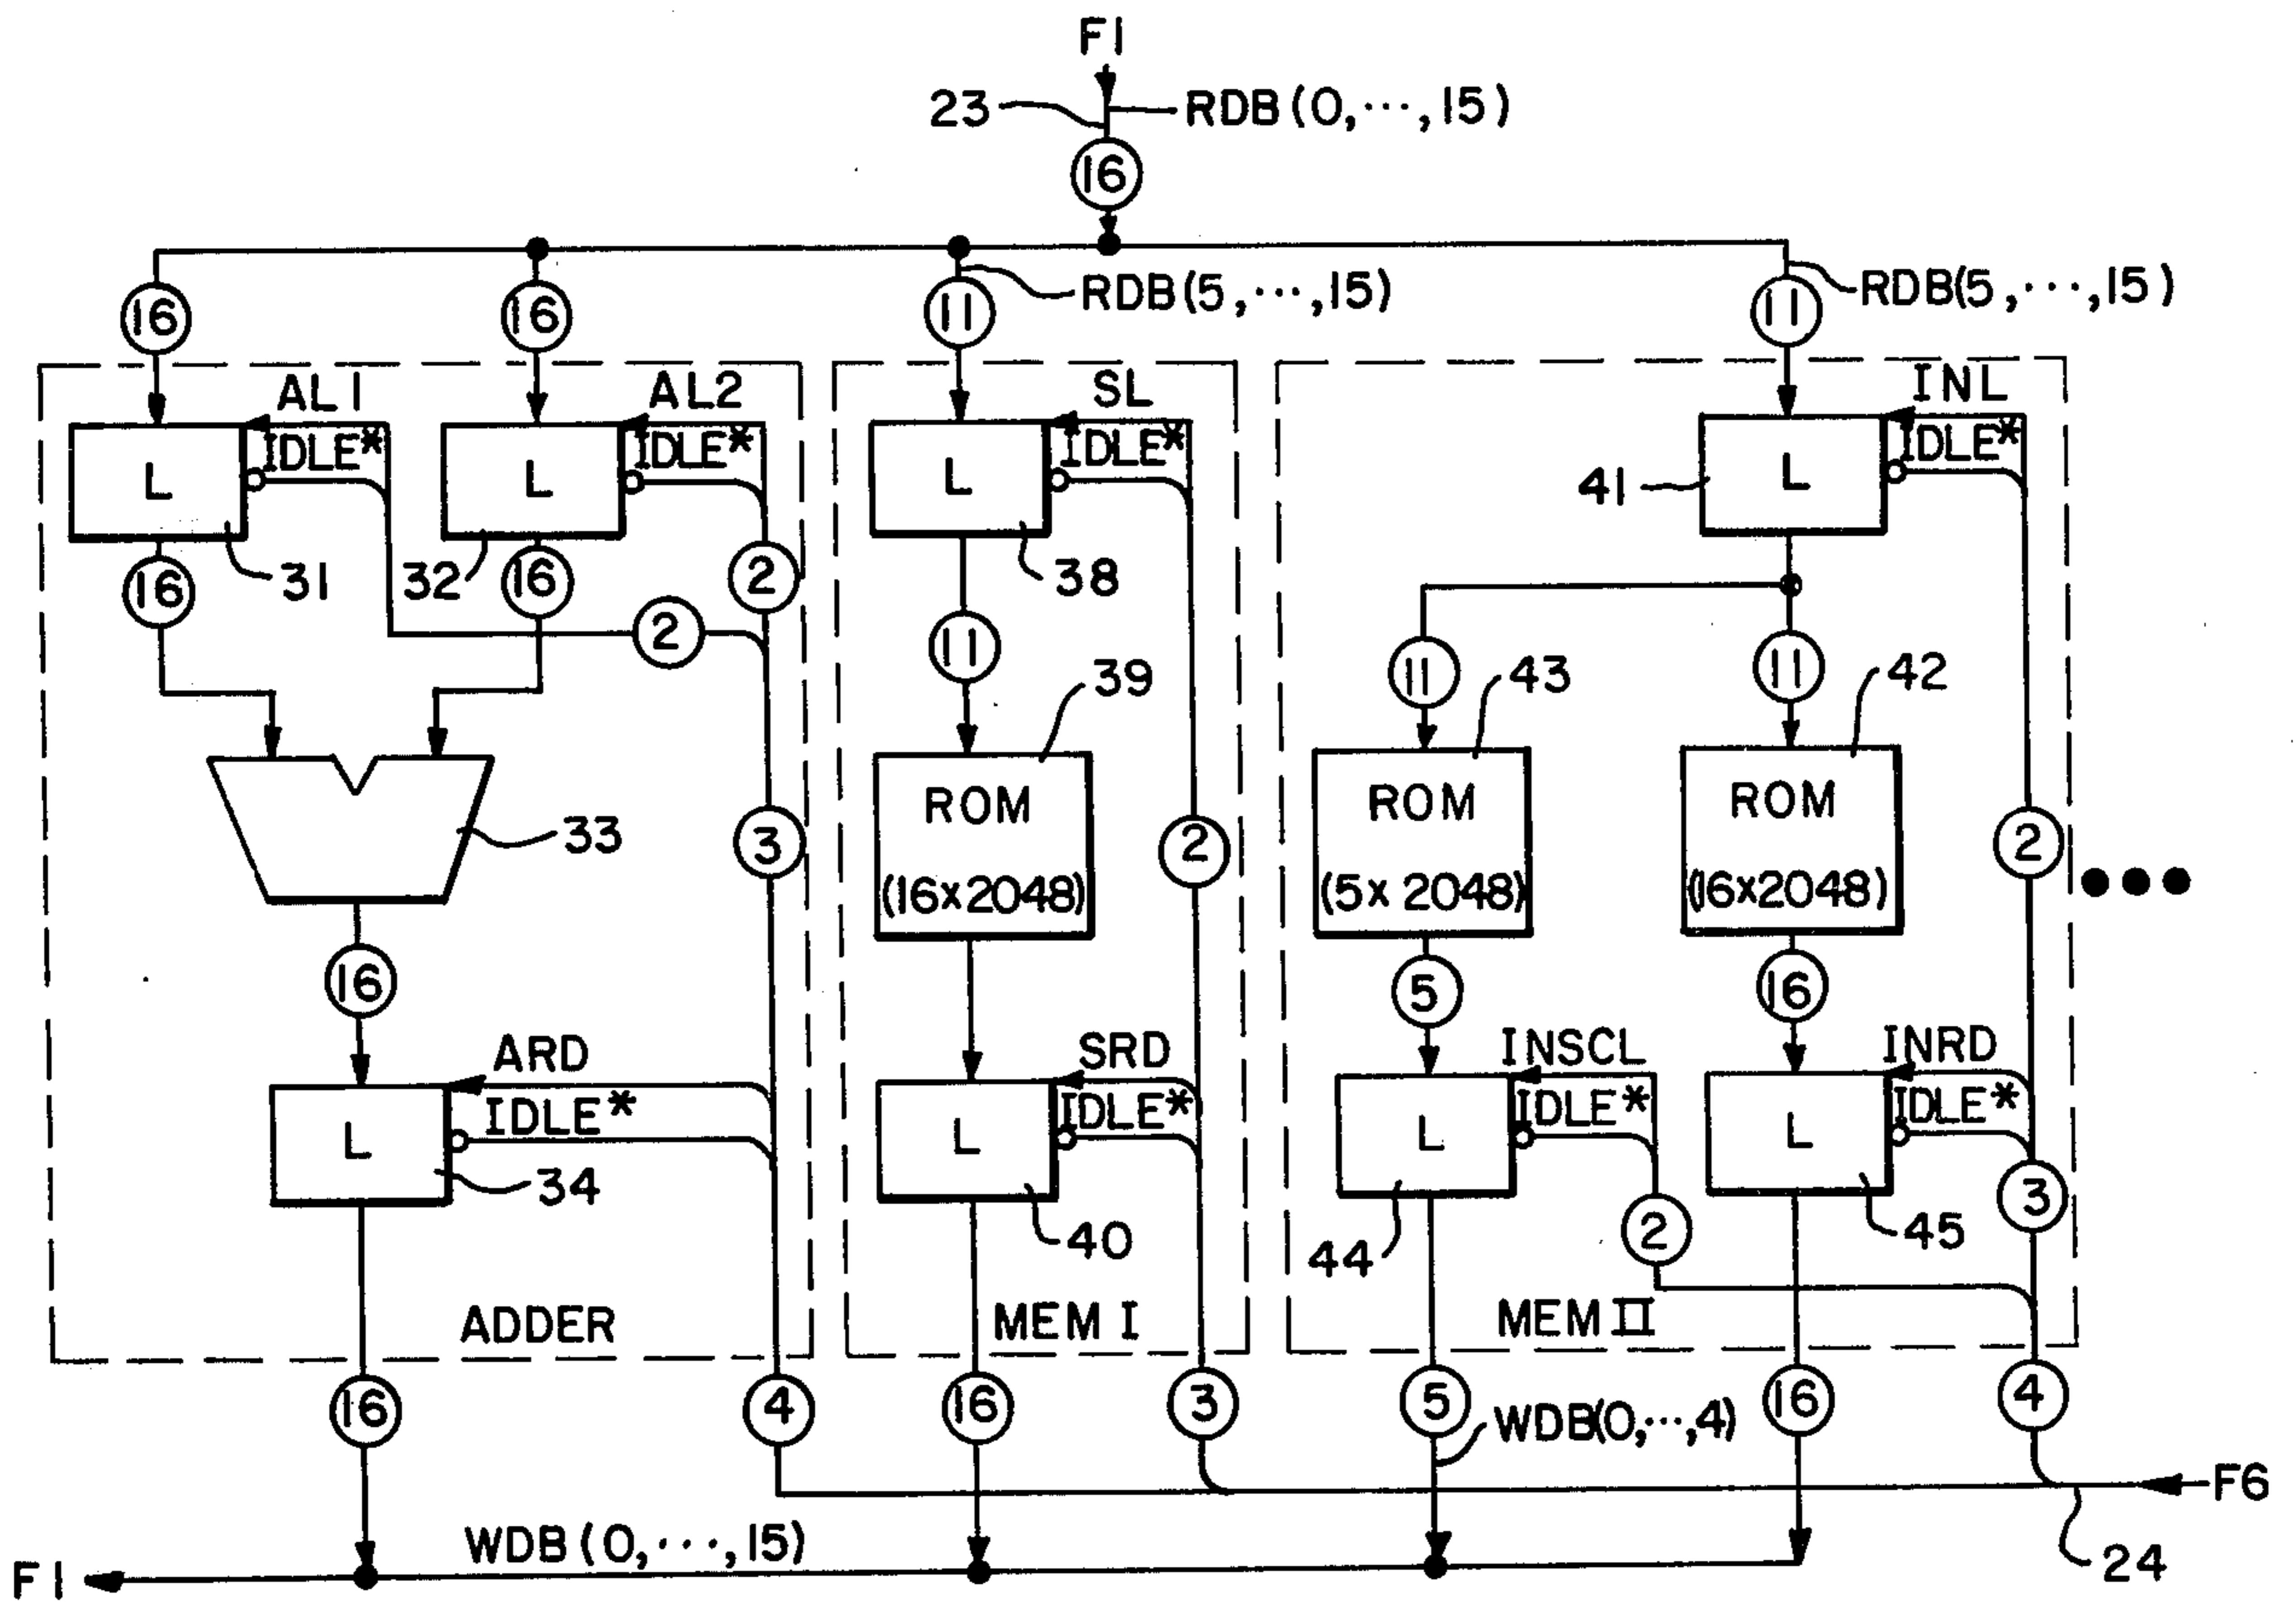 F1
23
RDB(0,···,15)
16
RDB(5,···,15)
RDB(5,···,15)
16
16
11
11
AL1
AL2
SL
INL
IDLE*
IDLE*
IDLE*
IDLE*
L
L
L
L
41
31
32
38
16
16
2
2
11
11
11
39
43
42
33
3
ROM
(16x2048)
2
ROM
(5x2048)
ROM
(16x2048)
2
•••
16
5
16
ARD
SRD
INSCL
INRD
IDLE*
IDLE*
IDLE*
IDLE*
L
L
L
L
34
40
44
2
45
3
ADDER
MEM I
MEM II
16
4
16
3
5
WDB(0,···,4)
16
4
F6
24
WDB(0,···,15)
F1